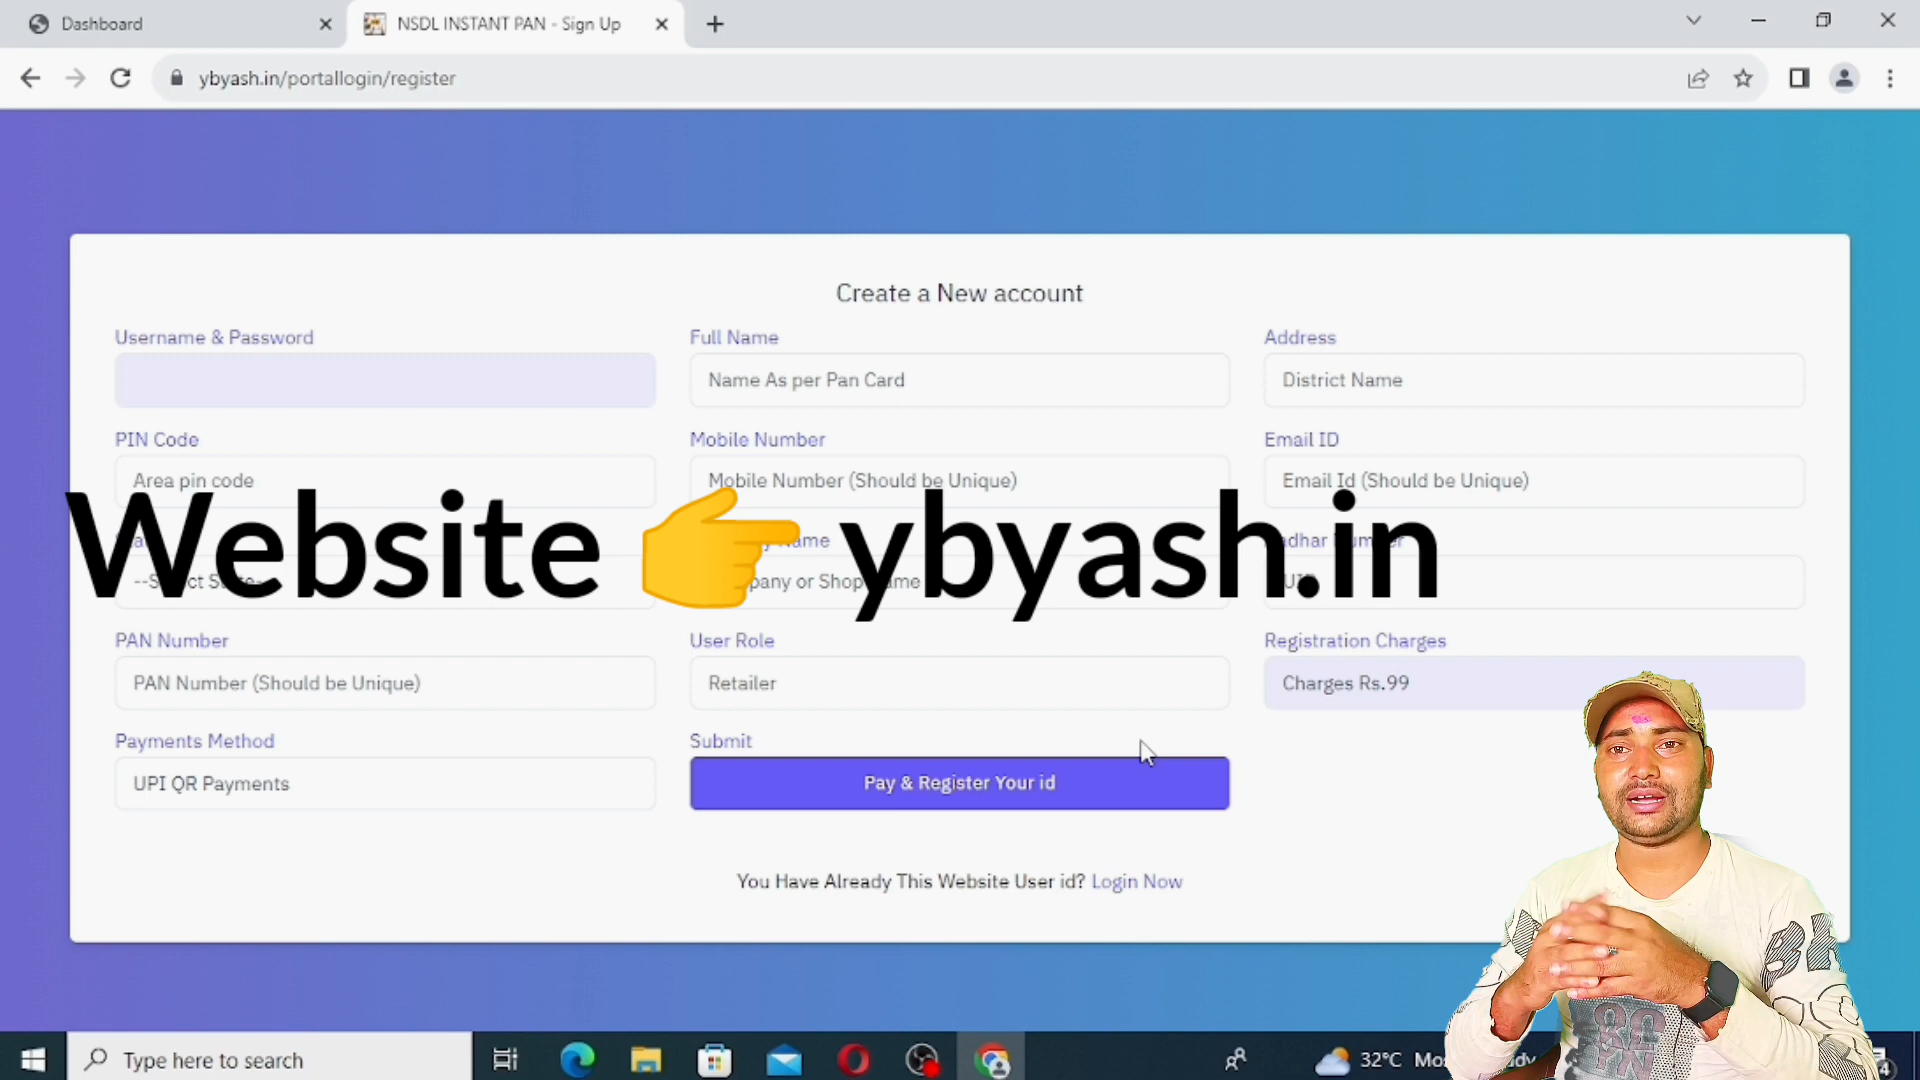 Dashboard
NSDL INSTANT PAN - Sign Up
ybyash.in/portallogin/register
Create a New account
Username & Password
Full Name
Address
Name As per Pan Card
District Name
PIN Code
Mobile Number
Email ID
Area pin code
Mobile Number (Should be Unique)
Email Id (Should be Unique)
Website 👉 ybyash.in
Name
PAN Number
User Role
Registration Charges
PAN Number (Should be Unique)
Retailer
Charges Rs.99
Payments Method
Submit
UPI QR Payments
Pay & Register Your id
You Have Already This Website User id? Login Now
Type here to search
32°C
4